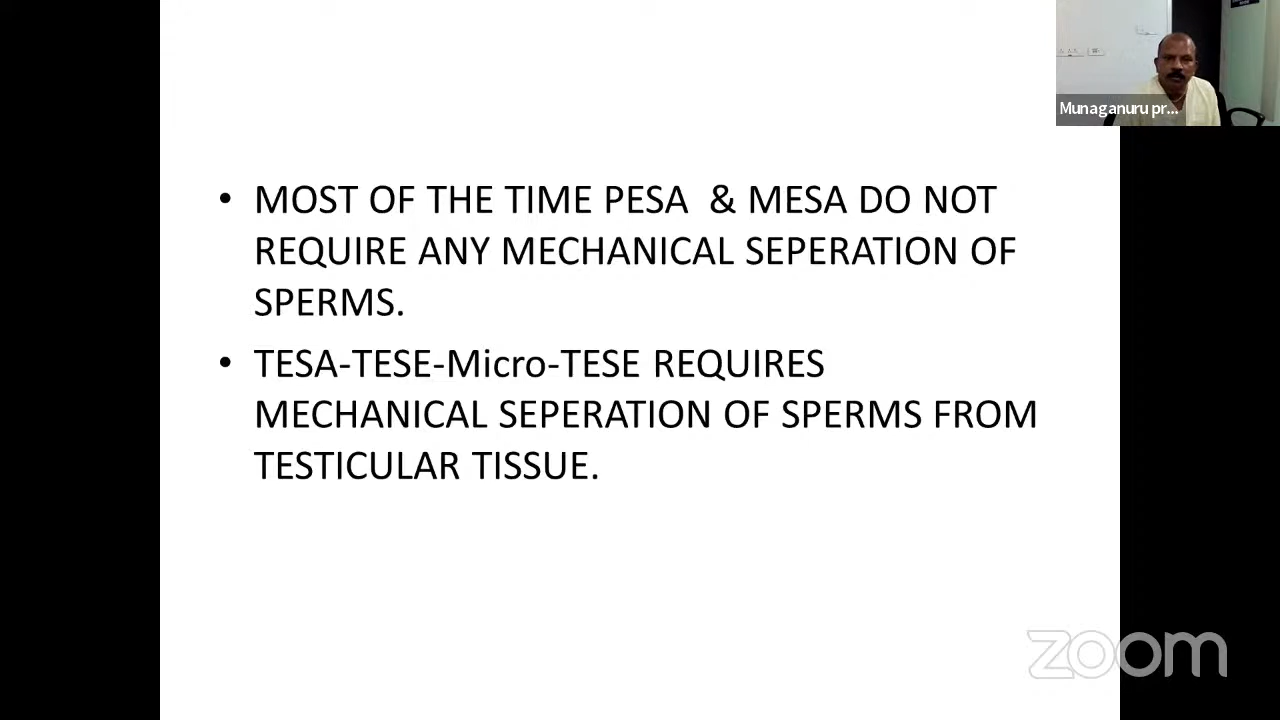 Munaganuru pr...
• MOST OF THE TIME PESA & MESA DO NOT
REQUIRE ANY MECHANICAL SEPERATION OF
SPERMS.
• TESA-TESE-Micro-TESE REQUIRES
MECHANICAL SEPERATION OF SPERMS FROM
TESTICULAR TISSUE.
zoom